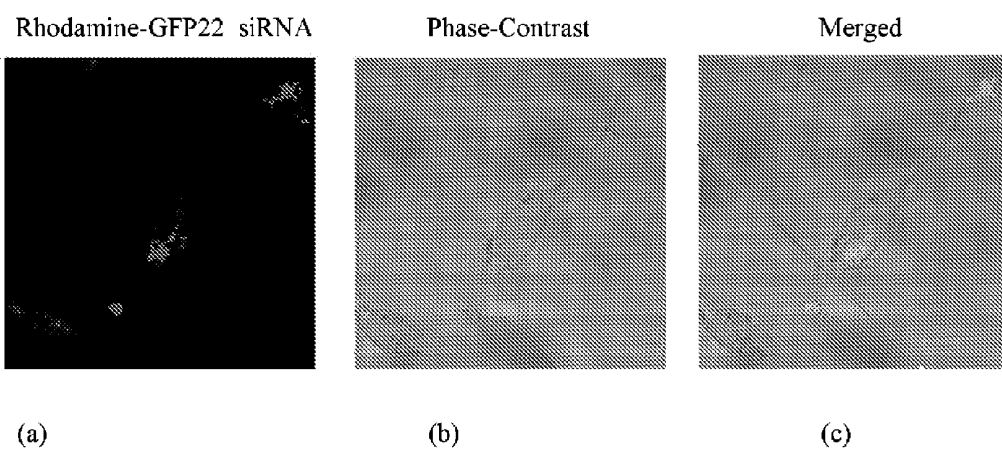 Rhodamine-GFP22 siRNA
Phase-Contrast
Merged
(a)
(b)
(c)